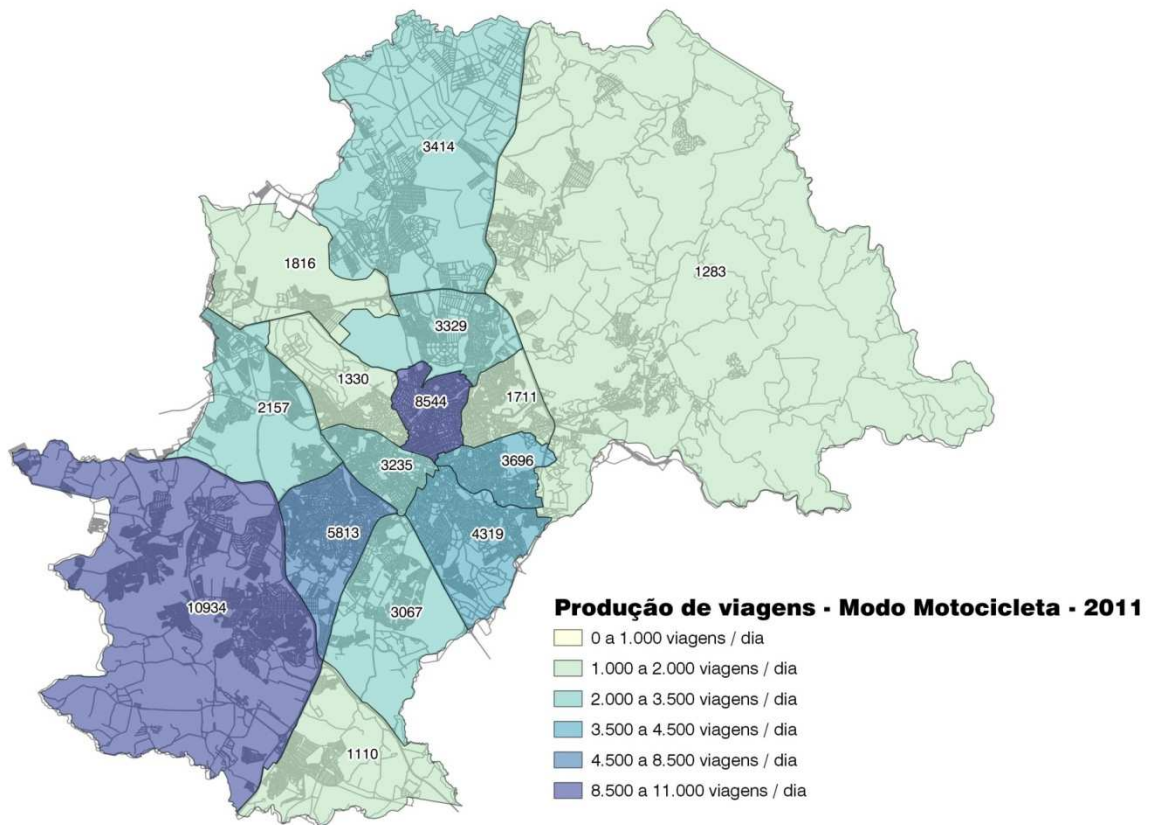 3414
1816
1283
3329
1330
8544
1711
2157
3235
3696
5813
4319
10934
3067
1110
Produção de viagens - Modo Motocicleta - 2011
0 a 1.000 viagens / dia
1.000 a 2.000 viagens / dia
2.000 a 3.500 viagens / dia
3.500 a 4.500 viagens / dia
4.500 a 8.500 viagens / dia
8.500 a 11.000 viagens / dia